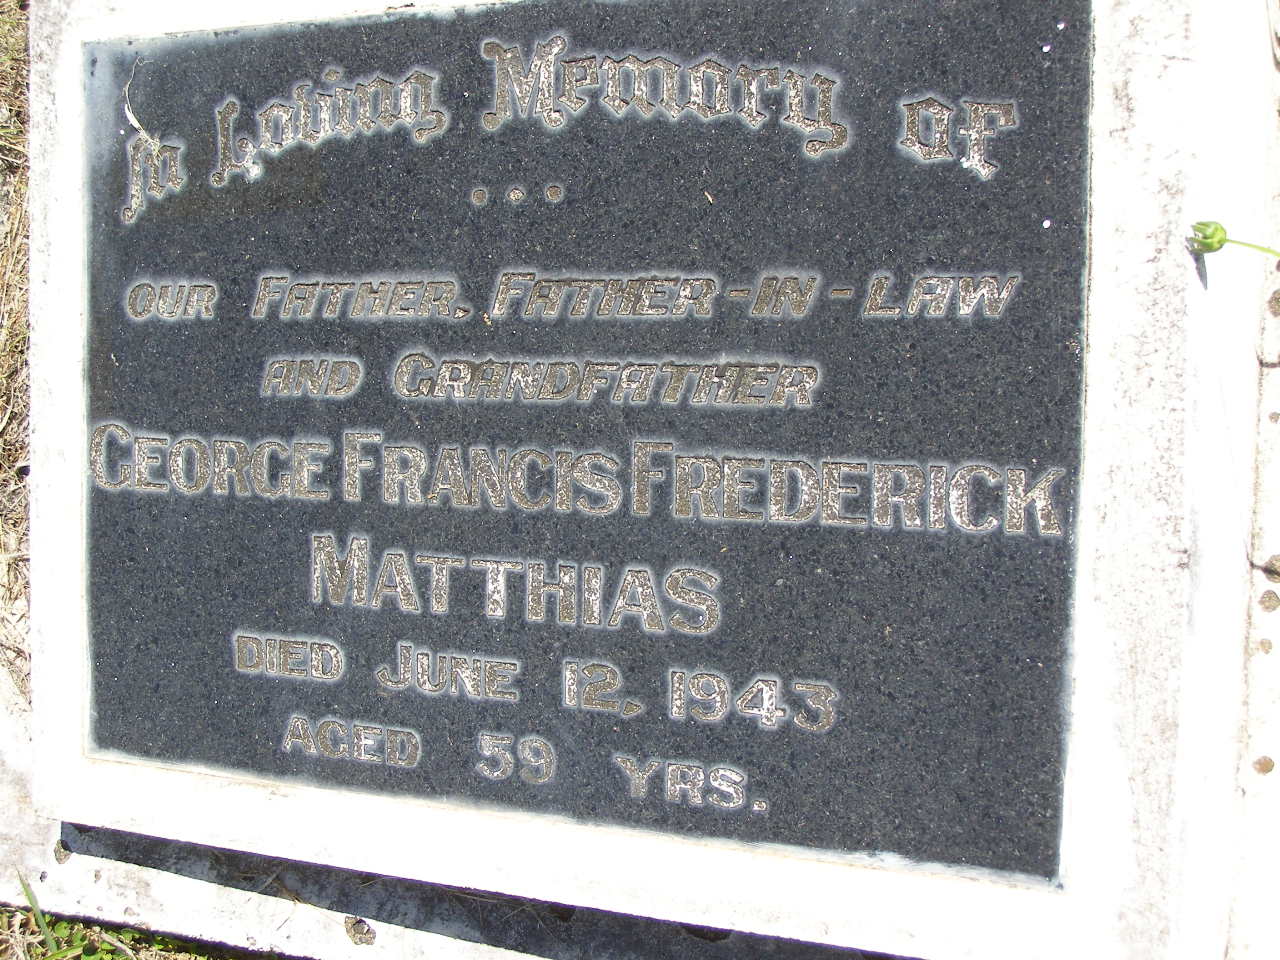 In Loving Memory of
...
OUR FATHER, FATHER-IN-LAW
AND GRANDFATHER
GEORGE FRANCIS FREDERICK
MATTHIAS
DIED JUNE 12, 1943
AGED 59 YRS.